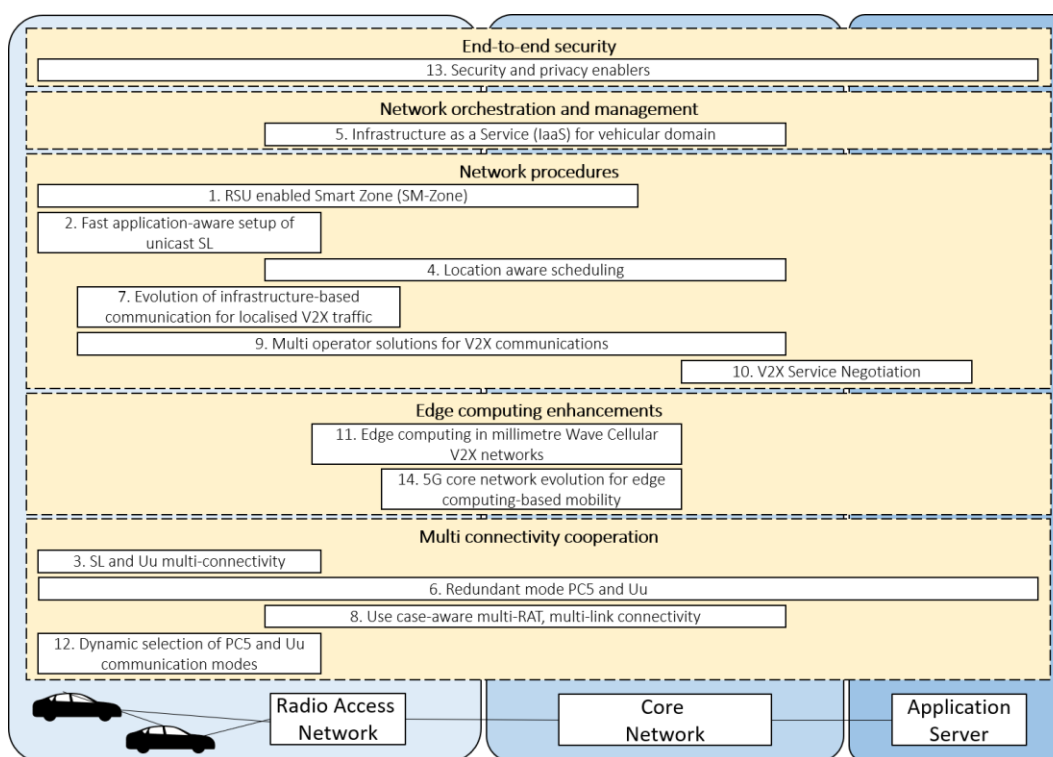 End-to-end security
13. Security and privacy enablers
Network orchestration and management
5. Infrastructure as a Service (IaaS) for vehicular domain
Network procedures
1. RSU enabled Smart Zone (SM-Zone)
2. Fast application-aware setup of
unicast SL
4. Location aware scheduling
7. Evolution of infrastructure-based
communication for localised V2X traffic
9. Multi operator solutions for V2X communications
10. V2X Service Negotiation
Edge computing enhancements
11. Edge computing in millimetre Wave Cellular
V2X networks
14. 5G core network evolution for edge
computing-based mobility
Multi connectivity cooperation
3. SL and Uu multi-connectivity
6. Redundant mode PC5 and Uu
8. Use case-aware multi-RAT, multi-link connectivity
12. Dynamic selection of PC5 and Uu
communication modes
Radio Access
Network
Core
Network
Application
Server